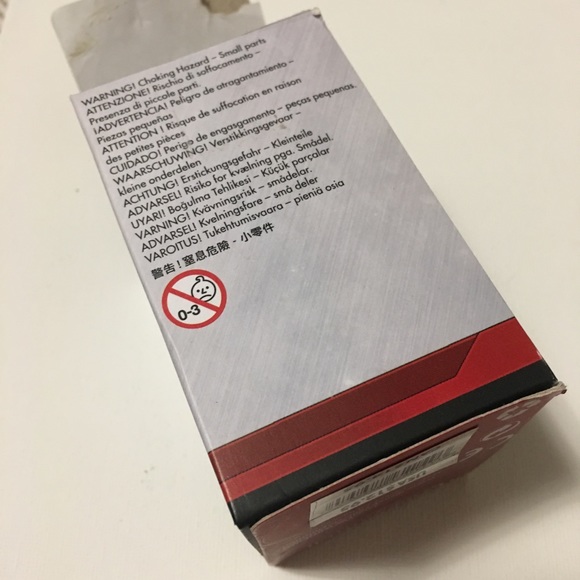 WARNING! Choking Hazard – Small parts
ATTENZIONE! Rischio di soffocamento –
Presenza di piccole parti.
¡ADVERTENCIA! Peligro de atragantamiento –
Piezas pequeñas
ATTENTION ! Risque de suffocation en raison
des petites pièces
CUIDADO! Perigo de engasgamento – peças pequenas.
WAARSCHUWING! Verstikkingsgevaar –
kleine onderdelen
ACHTUNG! Erstickungsgefahr – Kleinteile
ADVARSEL! Risiko for kvælning pga. Smådel.
UYARI! Boğulma Tehlikesi – Küçük parçalar
VARNING! Kvävningsrisk – smådelar.
ADVARSEL! Kvelningsfare – små deler
VAROITUS! Tukehtumisvaara – pieniä osia
警告！窒息危險 - 小零件
0-3